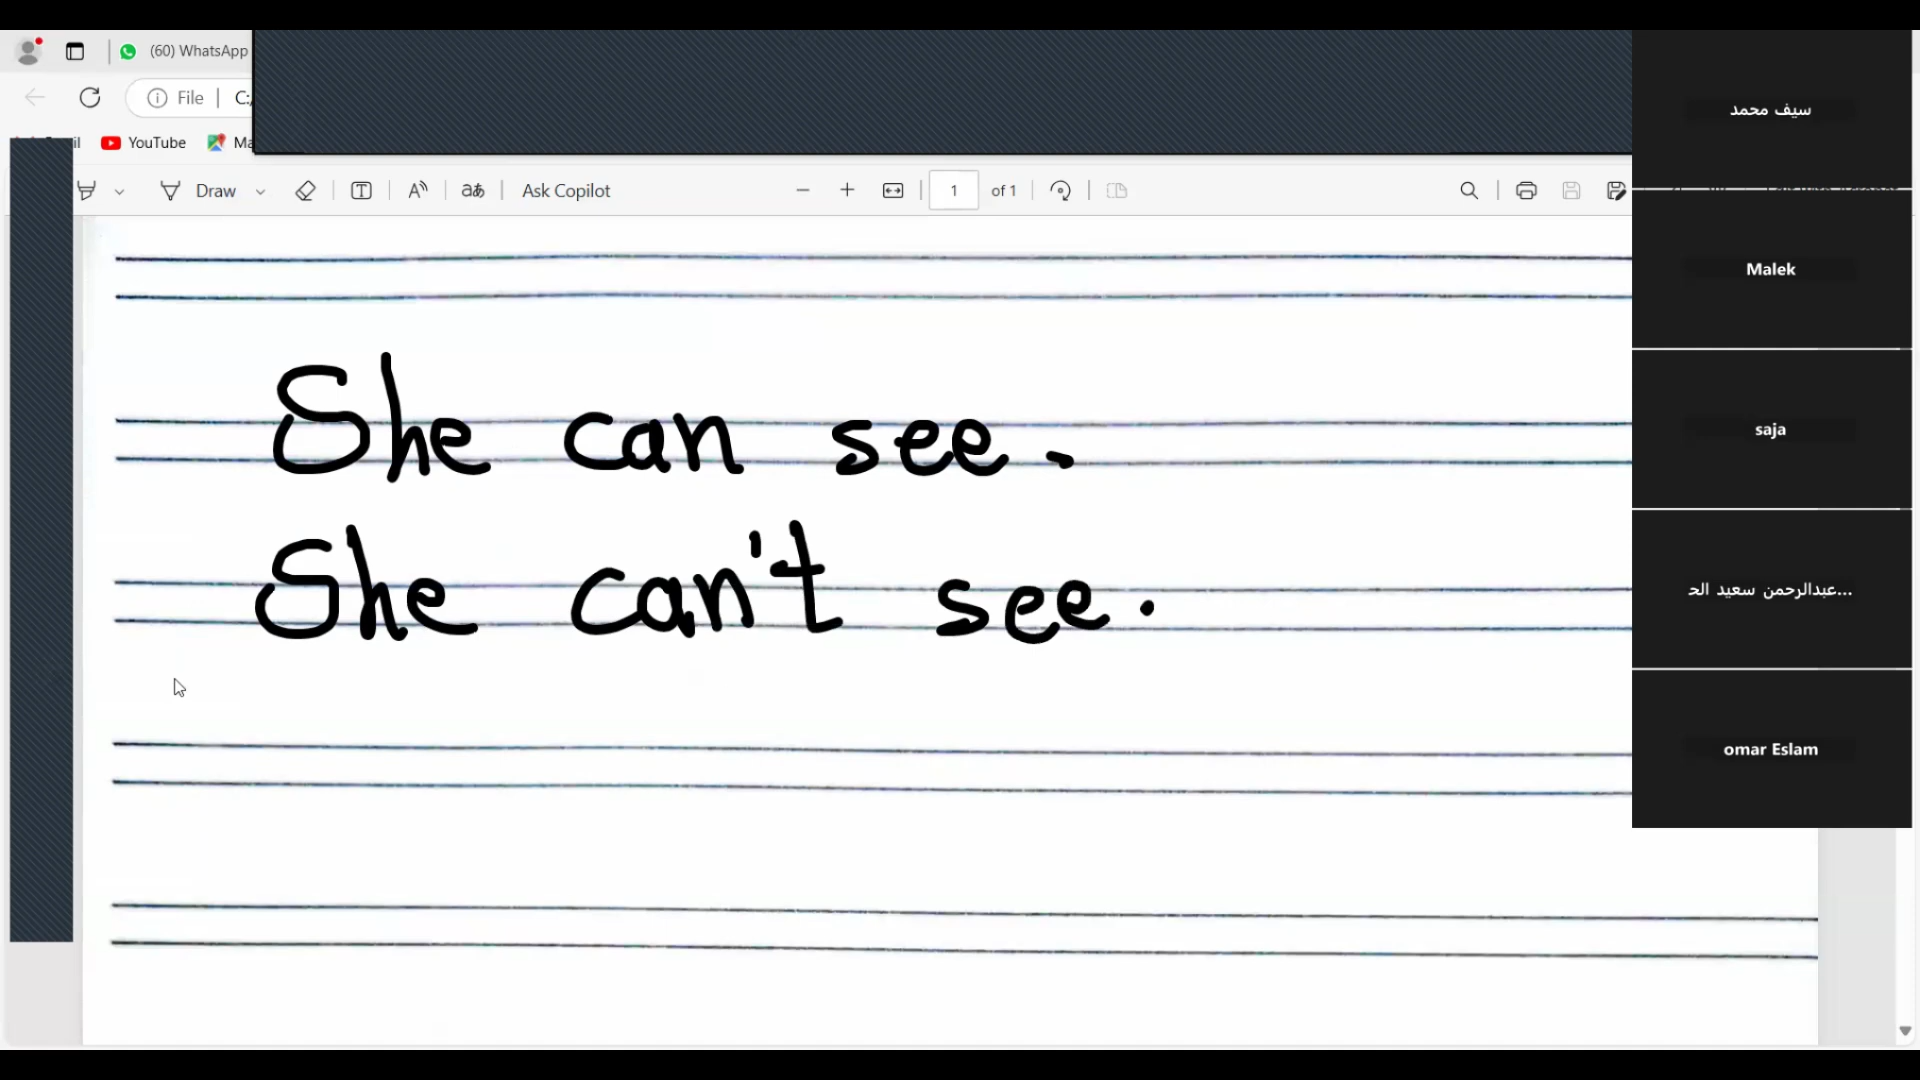 (60) WhatsApp
File
C:/
YouTube
Draw
Ask Copilot
1 of 1
She can see.
She can't see.
سيف محمد
Malek
saja
عبدالرحمن سعيد الح...
omar Eslam